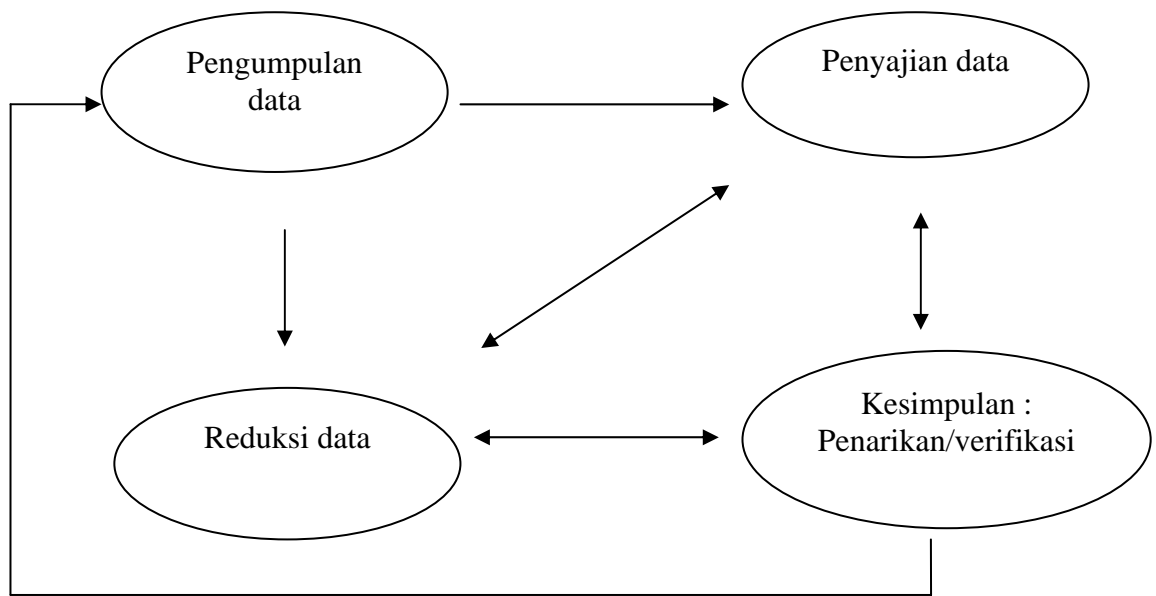 Pengumpulan
data
Penyajian data
Reduksi data
Kesimpulan :
Penarikan/verifikasi